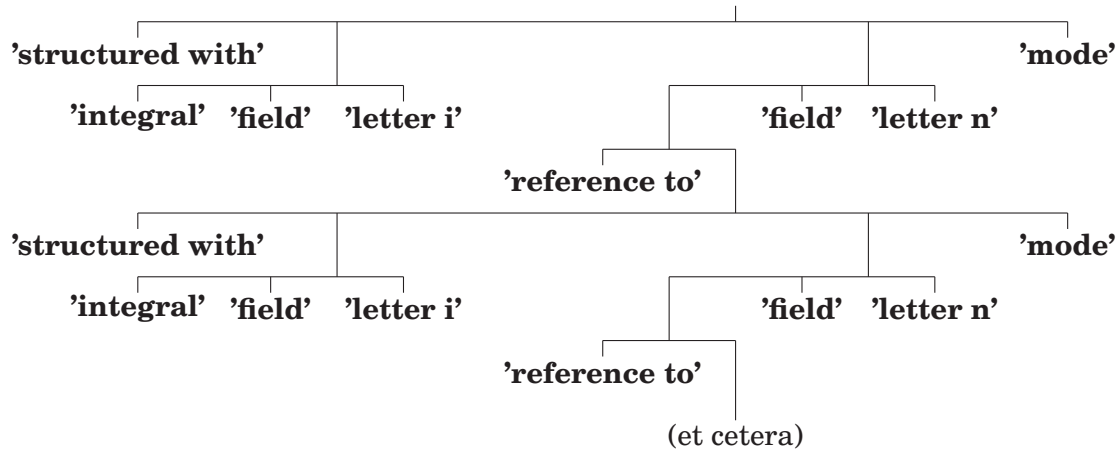 ’structured with’ ’mode’
’integral’ ’field’ ’letter i’ ’field’ ’letter n’
’reference to’
’structured with’ ’mode’
’integral’ ’field’ ’letter i’ ’field’ ’letter n’
’reference to’
(et cetera)